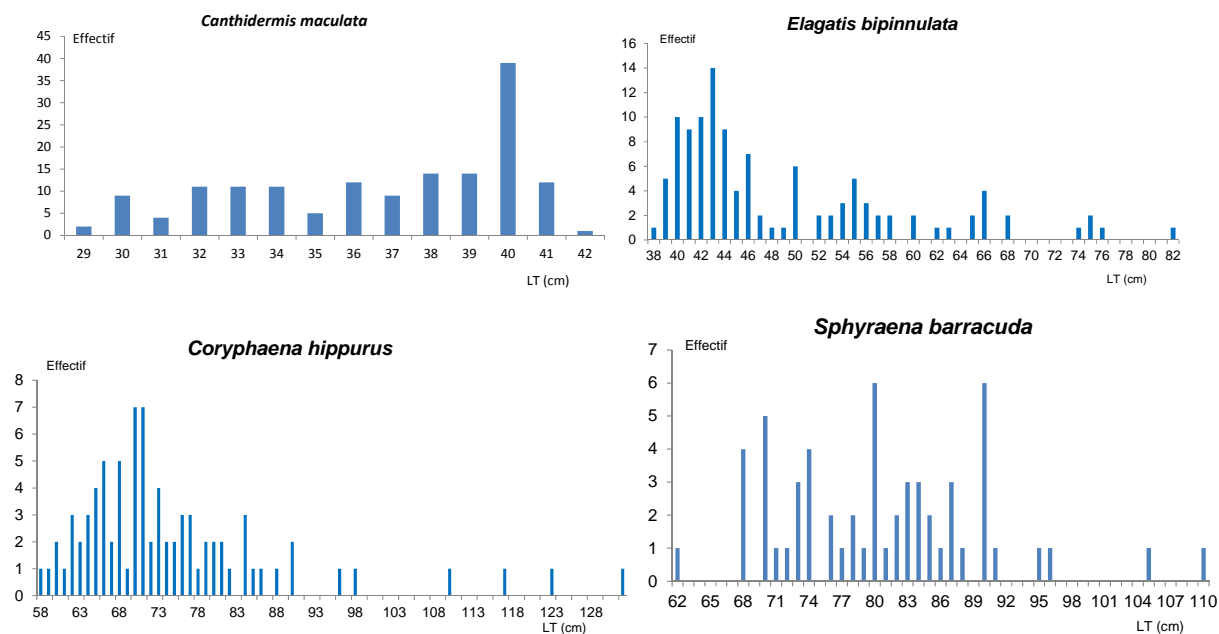 Canthidermis maculata
Effectif
45
40
35
30
25
20
15
10
5
0
29 30 31 32 33 34 35 36 37 38 39 40 41 42
LT (cm)
Elagatis bipinnulata
Effectif
16
14
12
10
8
6
4
2
0
38 40 42 44 46 48 50 52 54 56 58 60 62 64 66 68 70 72 74 76 78 80 82
LT (cm)
Coryphaena hippurus
Effectif
8
7
6
5
4
3
2
1
0
58 63 68 73 78 83 88 93 98 103 108 113 118 123 128
LT (cm)
Sphyraena barracuda
Effectif
7
6
5
4
3
2
1
0
62 65 68 71 74 77 80 83 86 89 92 95 98 101 104 107 110
LT (cm)